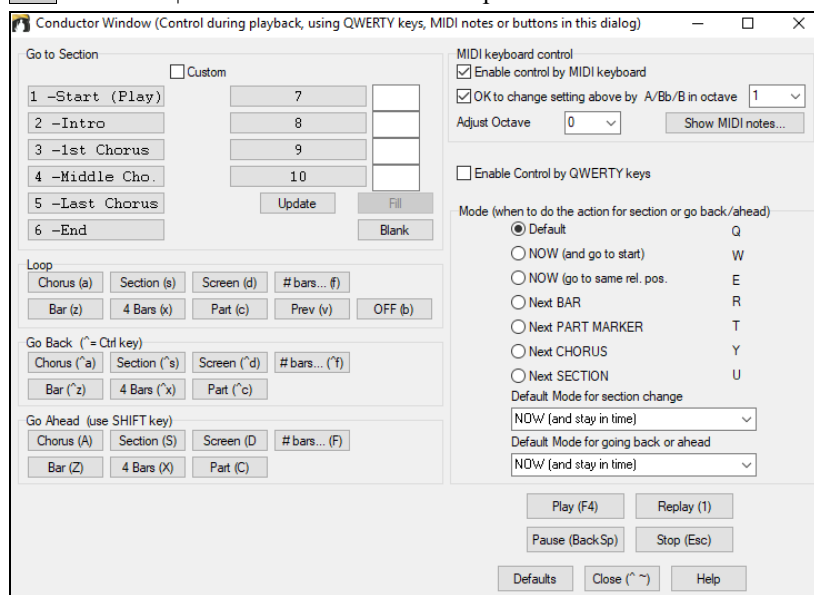 Conductor Window (Control during playback, using QWERTY keys, MIDI notes or buttons in this dialog)
Go to Section
Custom
1 -Start (Play)
7
2 -Intro
8
3 -1st Chorus
9
4 -Middle Cho.
10
5 -Last Chorus
Update
Fill
6 -End
Blank
Loop
Chorus (a) Section (s) Screen (d) # bars... (f)
Bar (z) 4 Bars (x) Part (c) Prev (v) OFF (b)
Go Back (^= Ctrl key)
Chorus (^a) Section (^s) Screen (^d) # bars... (^f)
Bar (^z) 4 Bars (^x) Part (^c)
Go Ahead (use SHIFT key)
Chorus (A) Section (S) Screen (D # bars... (F)
Bar (Z) 4 Bars (X) Part (C)
MIDI keyboard control
Enable control by MIDI keyboard
OK to change setting above by A/Bb/B in octave 1
Adjust Octave 0 Show MIDI notes...
Enable Control by QWERTY keys
Mode (when to do the action for section or go back/ahead)
Default Q
NOW (and go to start) W
NOW (go to same rel. pos. E
Next BAR R
Next PART MARKER T
Next CHORUS Y
Next SECTION U
Default Mode for section change
NOW (and stay in time)
Default Mode for going back or ahead
NOW (and stay in time)
Play (F4) Replay (1)
Pause (BackSp) Stop (Esc)
Defaults Close (^ ~) Help